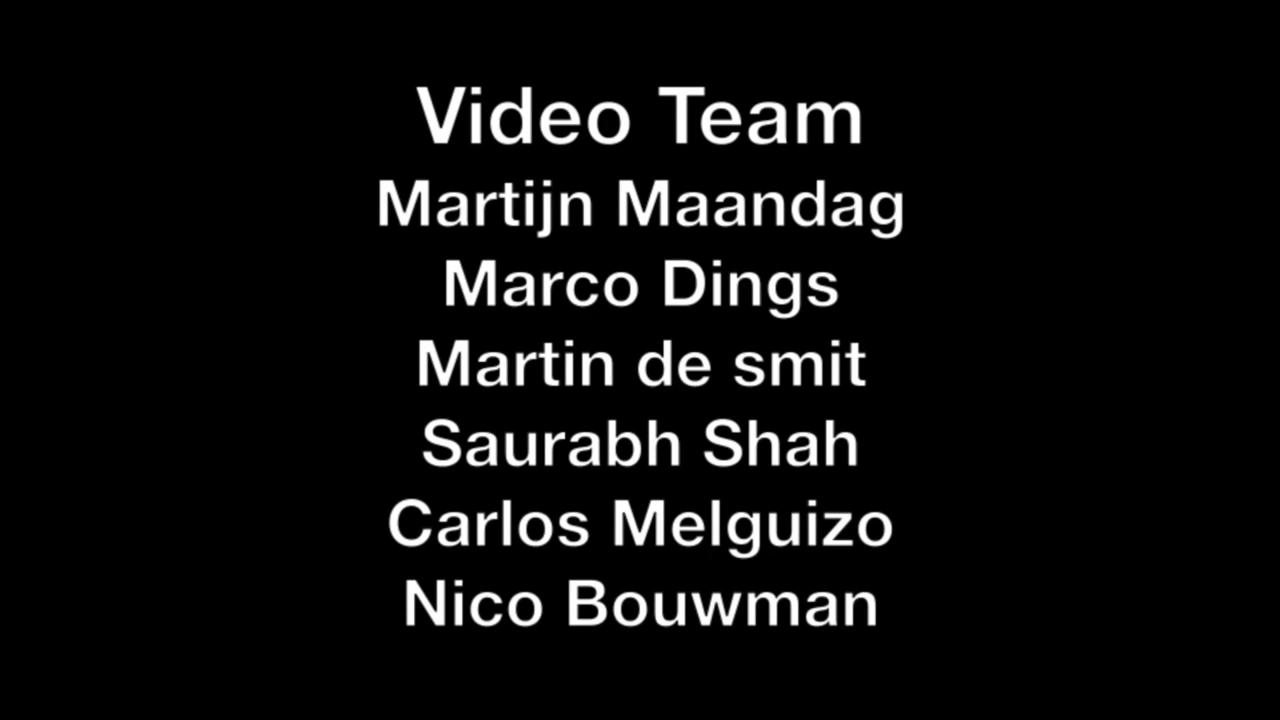 Video Team
Martijn Maandag
Marco Dings
Martin de smit
Saurabh Shah
Carlos Melguizo
Nico Bouwman